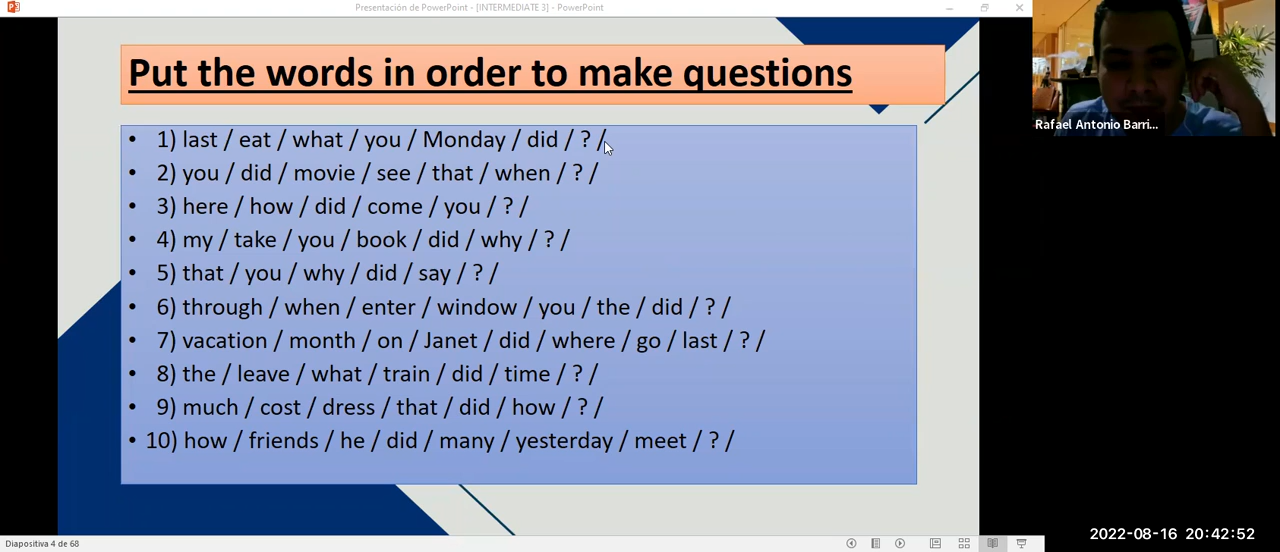 Presentación de PowerPoint - [INTERMEDIATE 3] - PowerPoint
Put the words in order to make questions
• 1) last / eat / what / you / Monday / did / ? /
• 2) you / did / movie / see / that / when / ? /
• 3) here / how / did / come / you / ? /
• 4) my / take / you / book / did / why / ? /
• 5) that / you / why / did / say / ? /
• 6) through / when / enter / window / you / the / did / ? /
• 7) vacation / month / on / Janet / did / where / go / last / ? /
• 8) the / leave / what / train / did / time / ? /
• 9) much / cost / dress / that / did / how / ? /
• 10) how / friends / he / did / many / yesterday / meet / ? /
Rafael Antonio Barri...
Diapositiva 4 de 68
2022-08-16 20:42:52